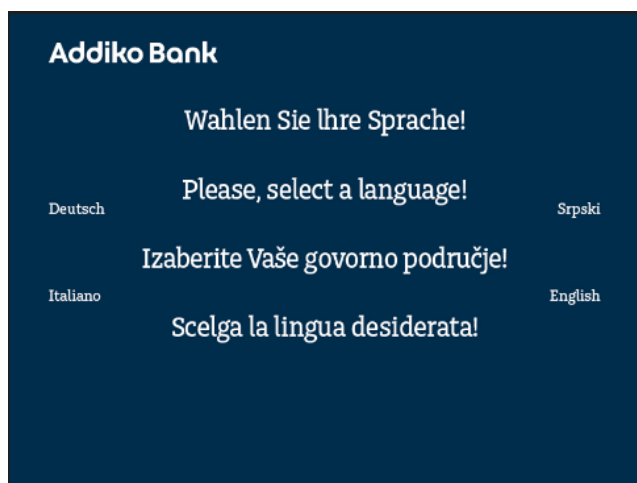 Addiko Bank
Wahlen Sie lhre Sprache!
Please, select a language!
Deutsch
Srpski
Izaberite Vaše govorno područje!
Italiano
English
Scelga la lingua desiderata!